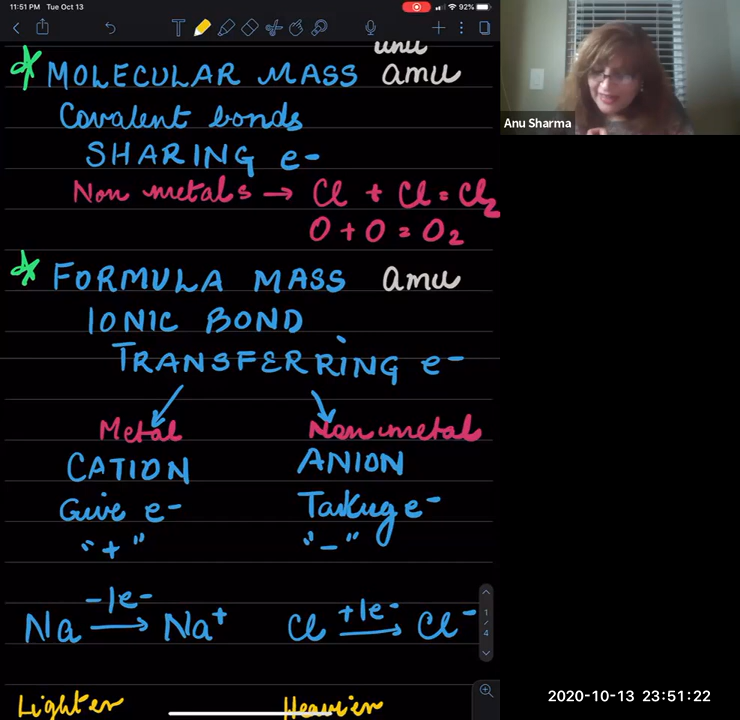 11:51 PM Tue Oct 13
92%
unu
* MOLECULAR MASS amu
Anu Sharma
Covalent bonds
SHARING e-
Non metals → Cl + Cl = Cl2
O + O = O2
* FORMULA MASS amu
IONIC BOND
TRANSFERRING e-
Metal Non metal
CATION ANION
Give e- Taking e-
"+" "-"
Na -1e- → Na+ Cl +1e- → Cl-
1/4
Lighter Heavier
2020-10-13 23:51:22